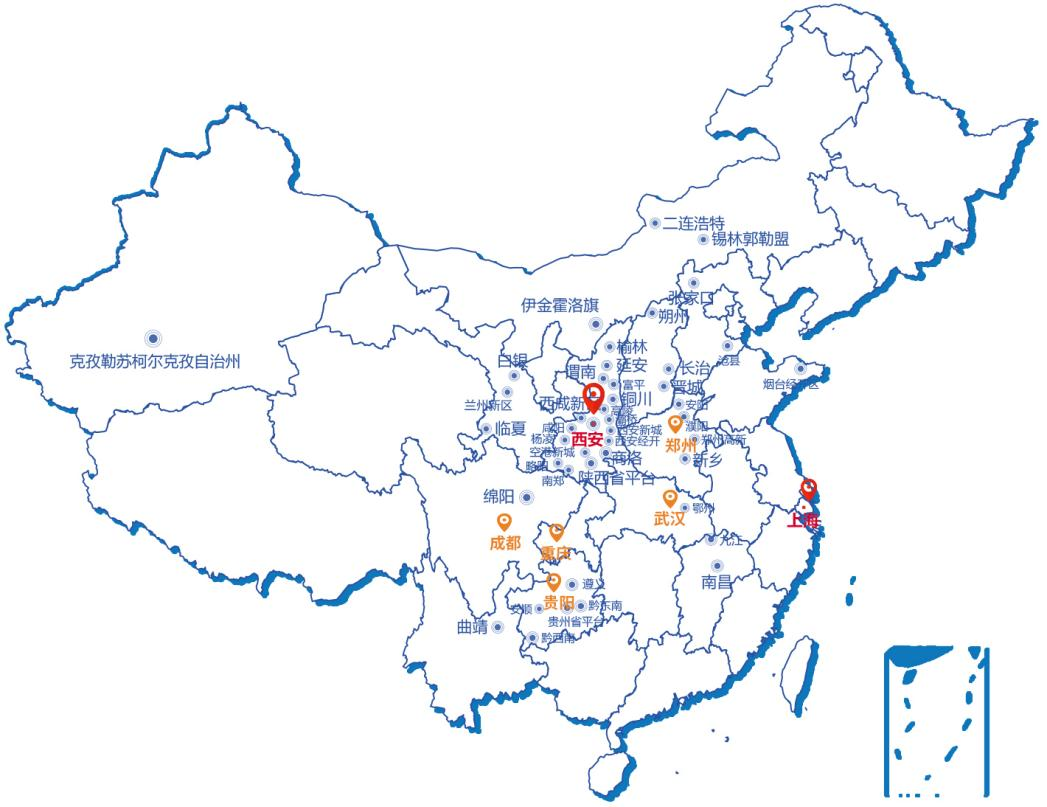 二连浩特
锡林郭勒盟
张家口
伊金霍洛旗
朔州
榆林
克孜勒苏柯尔克孜自治州
白银
渭南
延安
沧县
长治
富平
晋城
烟台经开区
兰州新区
西咸新区
铜川
安阳
高陵
临夏
咸阳
西安新城
濮阳
杨凌
西安
西安经开
郑州
郑州高新
空港新城
商洛
新乡
略阳
南郑
陕西省平台
绵阳
武汉
鄂州
上海
成都
重庆
九江
南昌
遵义
贵阳
安顺
黔东南
贵州省平台
曲靖
黔西南